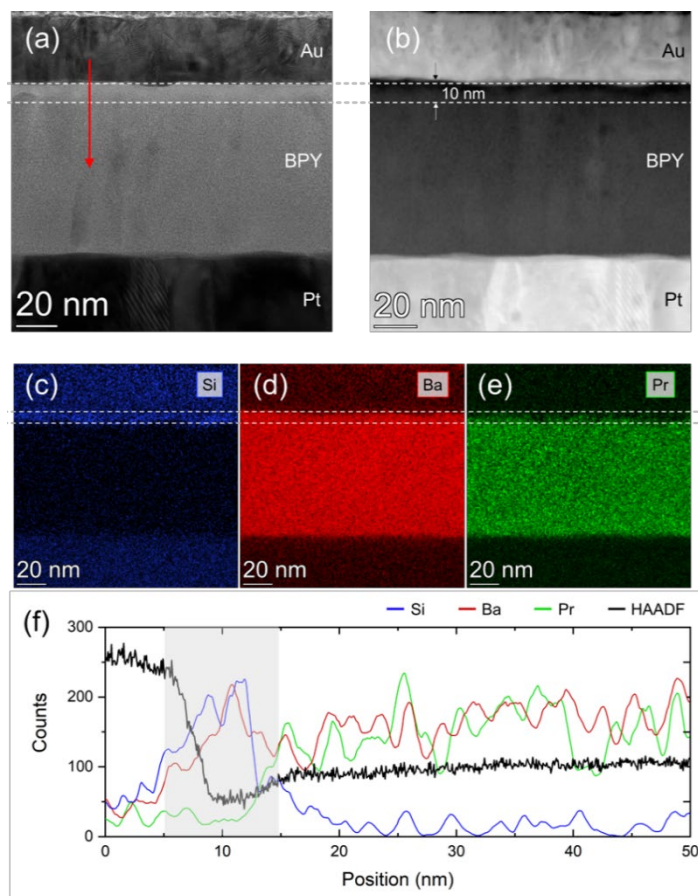 (a)
Au
BPY
Pt
20 nm
(b)
Au
10 nm
BPY
Pt
20 nm
(c)
Si
20 nm
(d)
Ba
20 nm
(e)
Pr
20 nm
(f)
Si Ba Pr HAADF
300
200
100
0
Counts
0 10 20 30 40 50
Position (nm)